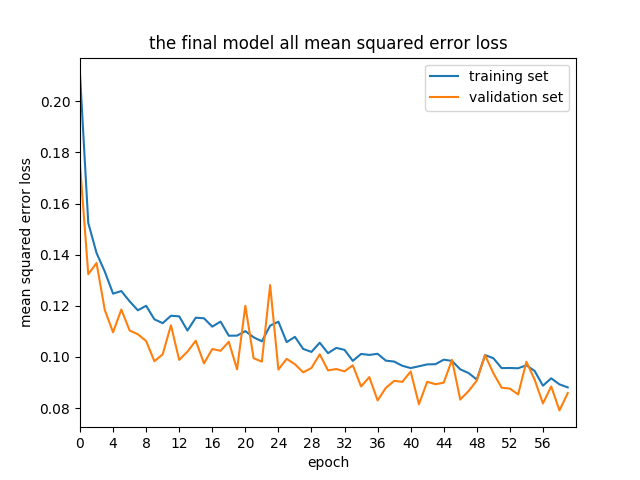 the final model all mean squared error loss
training set
validation set
mean squared error loss
0.20
0.18
0.16
0.14
0.12
0.10
0.08
0 4 8 12 16 20 24 28 32 36 40 44 48 52 56
epoch